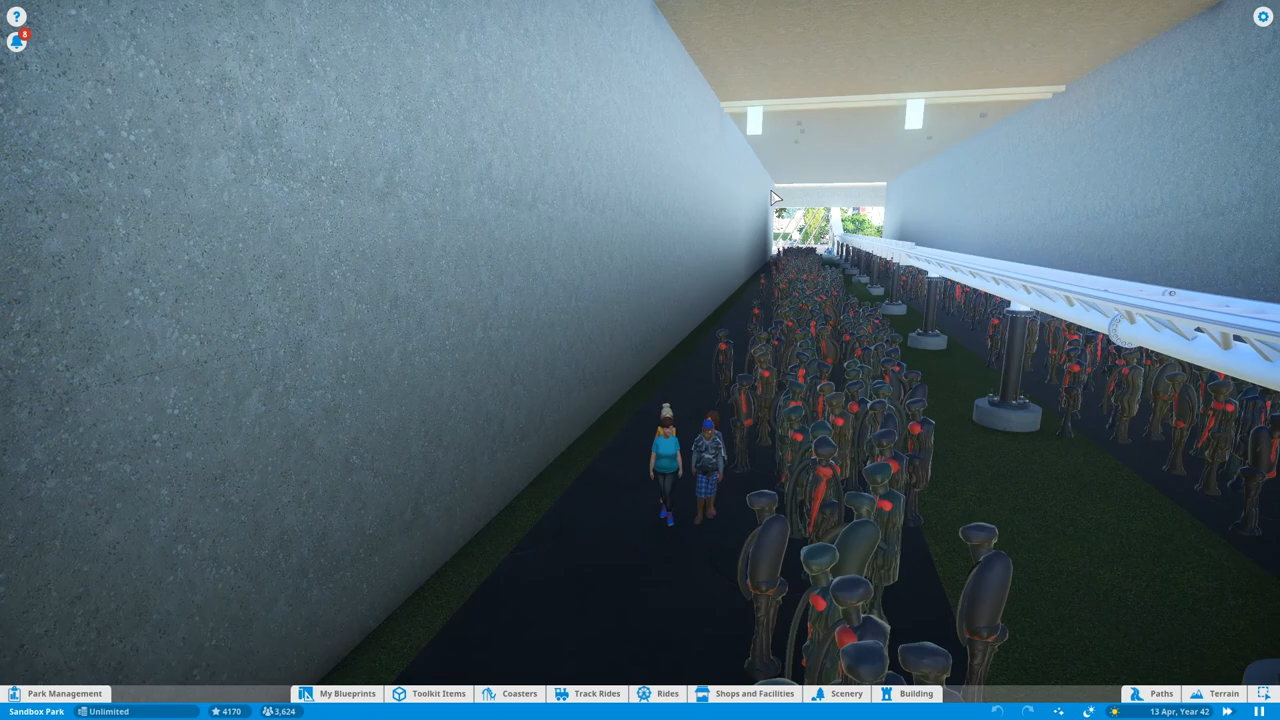 ?
8
Park Management
My Blueprints
Toolkit Items
Coasters
Track Rides
Rides
Shops and Facilities
Scenery
Building
Paths
Terrain
Sandbox Park
Unlimited
4170
3,624
13 Apr, Year 42